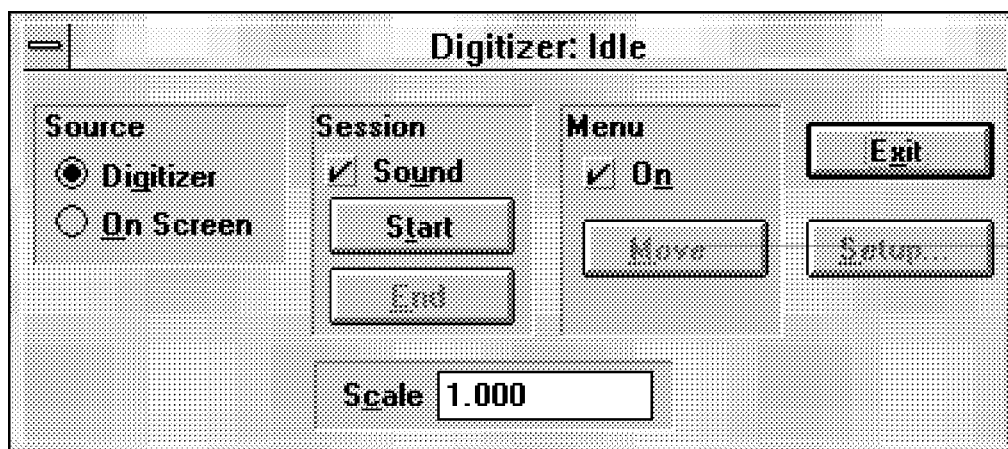 Digitizer: Idle
Source
Digitizer
On Screen
Session
Sound
Start
End
Menu
On
Move
Exit
Setup...
Scale 1.000